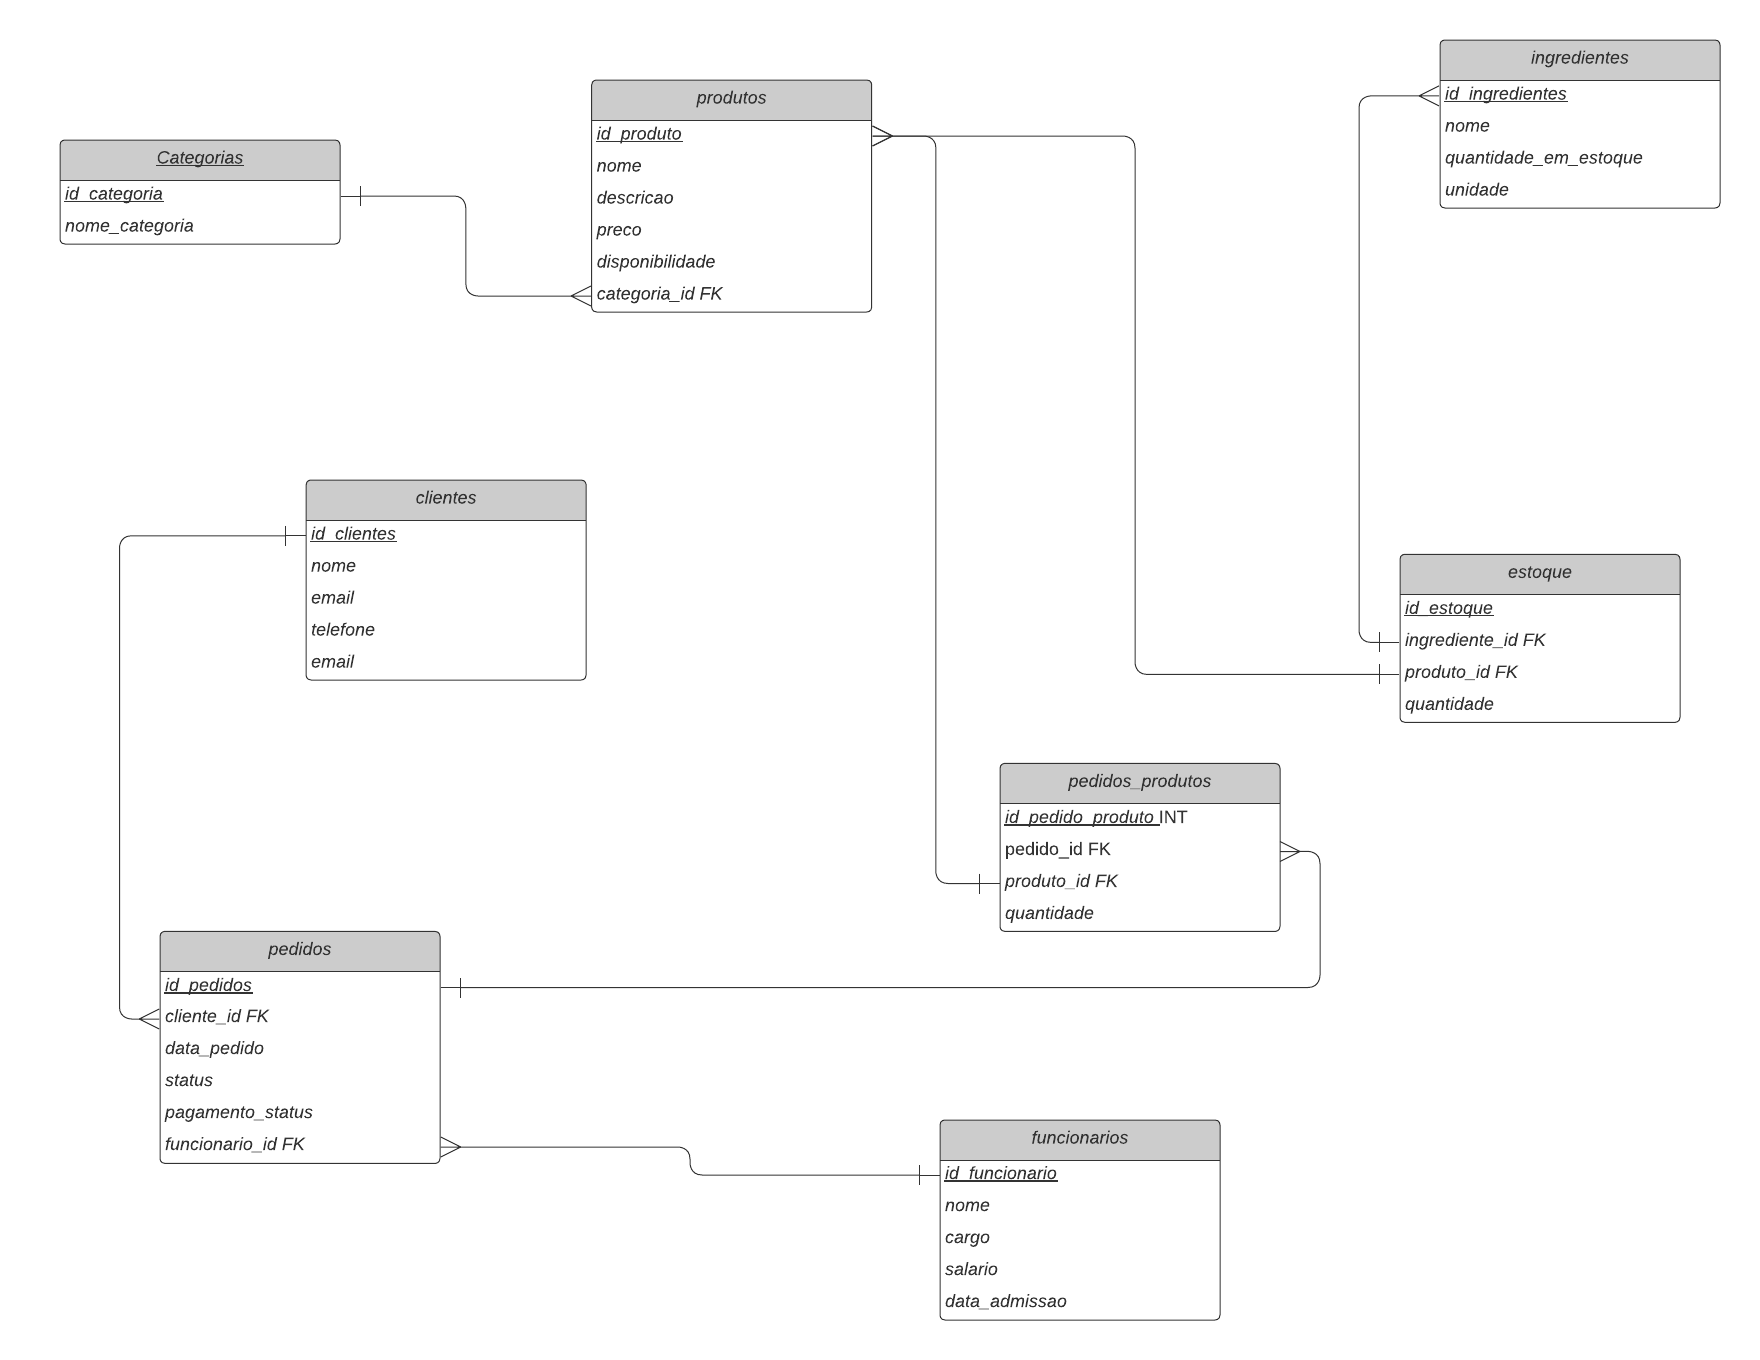 Categorias
id_categoria
nome_categoria
produtos
id_produto
nome
descricao
preco
disponibilidade
categoria_id FK
ingredientes
id_ingredientes
nome
quantidade_em_estoque
unidade
clientes
id_clientes
nome
email
telefone
email
estoque
id_estoque
ingrediente_id FK
produto_id FK
quantidade
pedidos_produtos
id_pedido_produto INT
pedido_id FK
produto_id FK
quantidade
pedidos
id_pedidos
cliente_id FK
data_pedido
status
pagamento_status
funcionario_id FK
funcionarios
id_funcionario
nome
cargo
salario
data_admissao